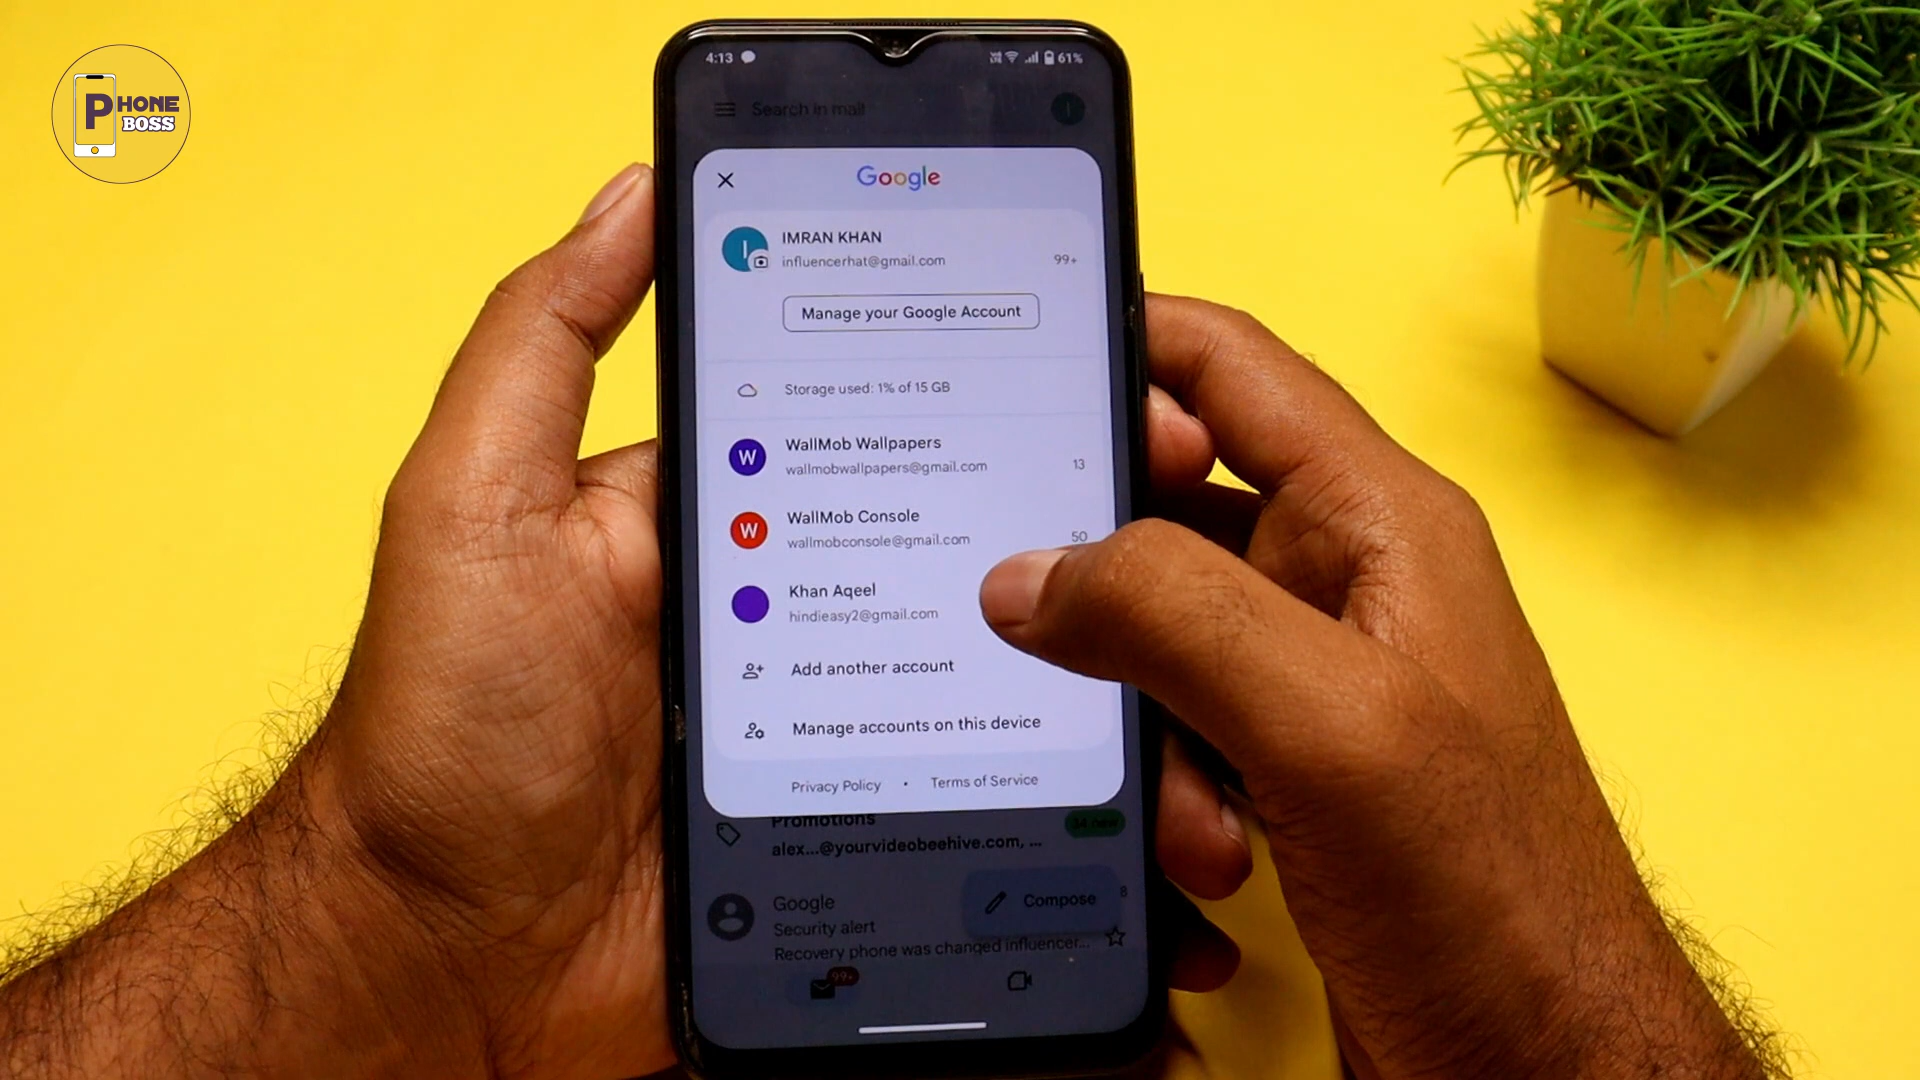 PHONE
BOSS
4:13
61%
Search in mail
I
Google
I
IMRAN KHAN
influencerhat@gmail.com
99+
Manage your Google Account
Storage used: 1% of 15 GB
W
WallMob Wallpapers
wallmobwallpapers@gmail.com
13
W
WallMob Console
wallmobconsole@gmail.com
50
Khan Aqeel
hindieasy2@gmail.com
Add another account
Manage accounts on this device
Privacy Policy • Terms of Service
Promotions
alex...@yourvideobeehive.com, ...
Google
8
Compose
Security alert
Recovery phone was changed influencer...
99+